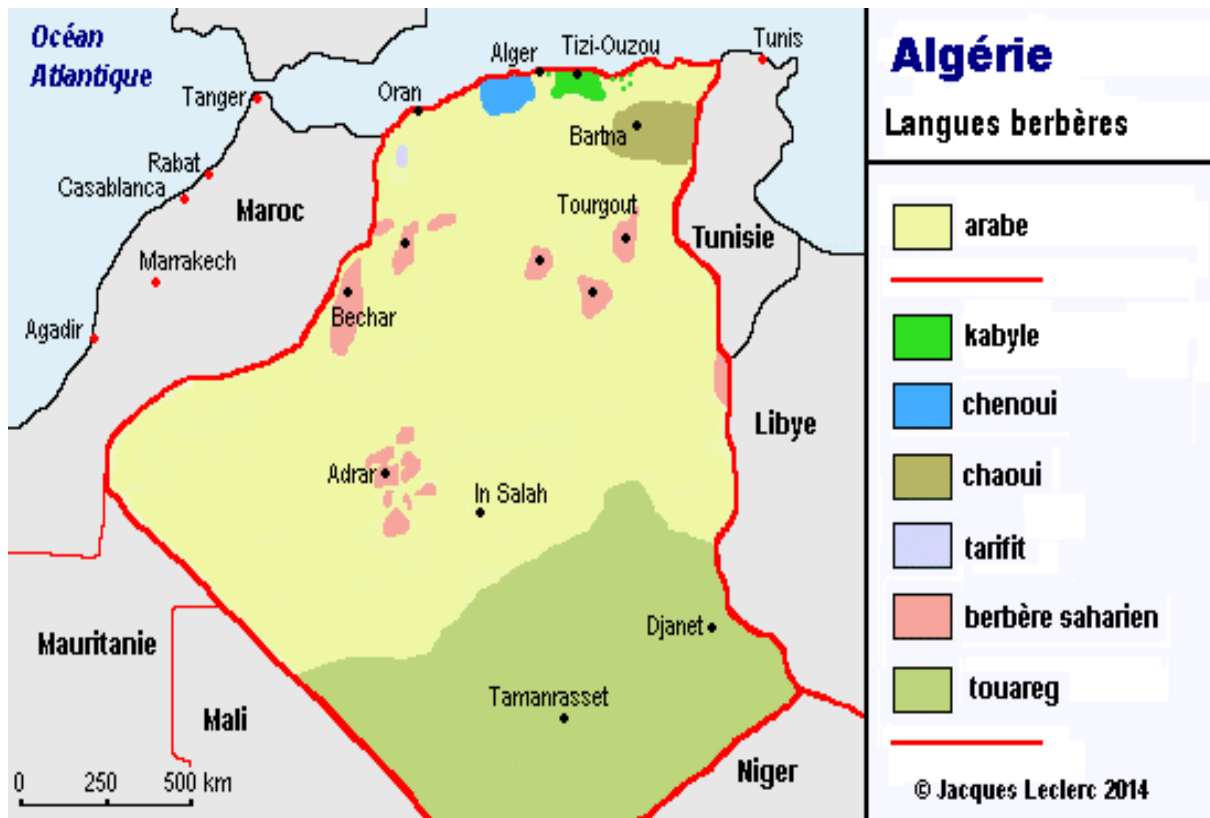 Océan
Atlantique
Alger
Tizi-Ouzou
Tunis
Tanger
Oran
Bartna
Rabat
Casablanca
Maroc
Tourgout
Tunisie
Marrakech
Agadir
Bechar
Libye
Adrar
In Salah
Djanet
Mauritanie
Tamanrasset
Mali
Niger
0 250 500 km
Algérie
Langues berbères
arabe
kabyle
chenoui
chaoui
tarifit
berbère saharien
touareg
© Jacques Leclerc 2014